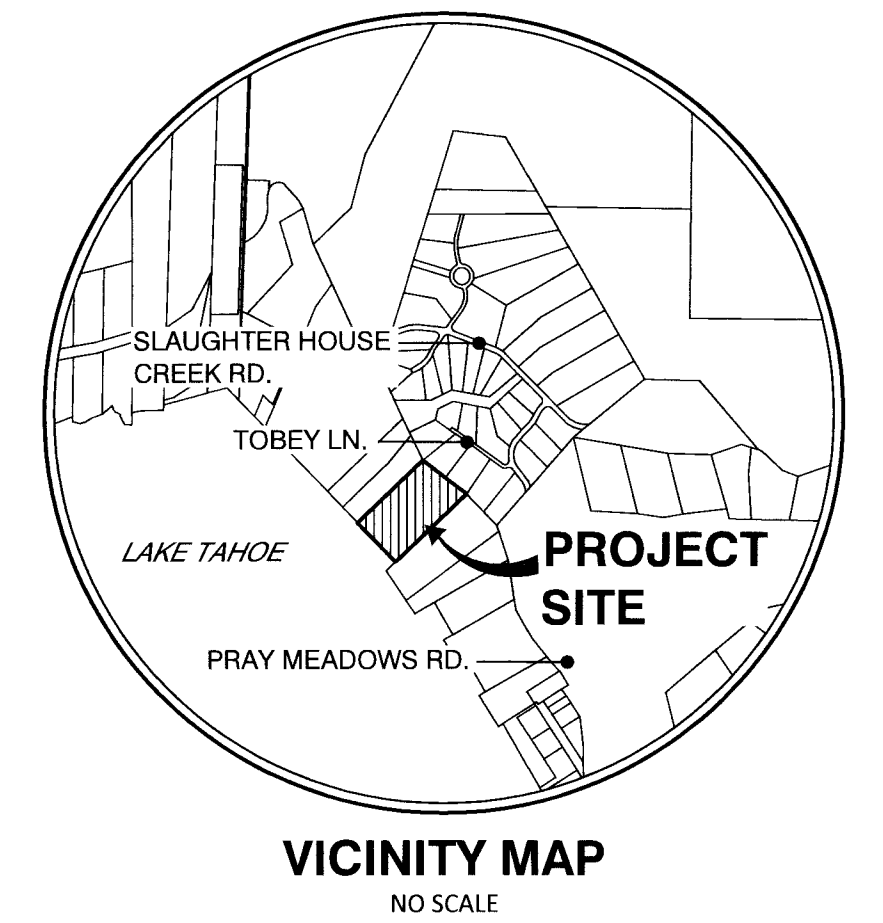 SLAUGHTER HOUSE
CREEK RD.
TOBEY LN.
LAKE TAHOE
PROJECT
SITE
PRAY MEADOWS RD.
VICINITY MAP
NO SCALE